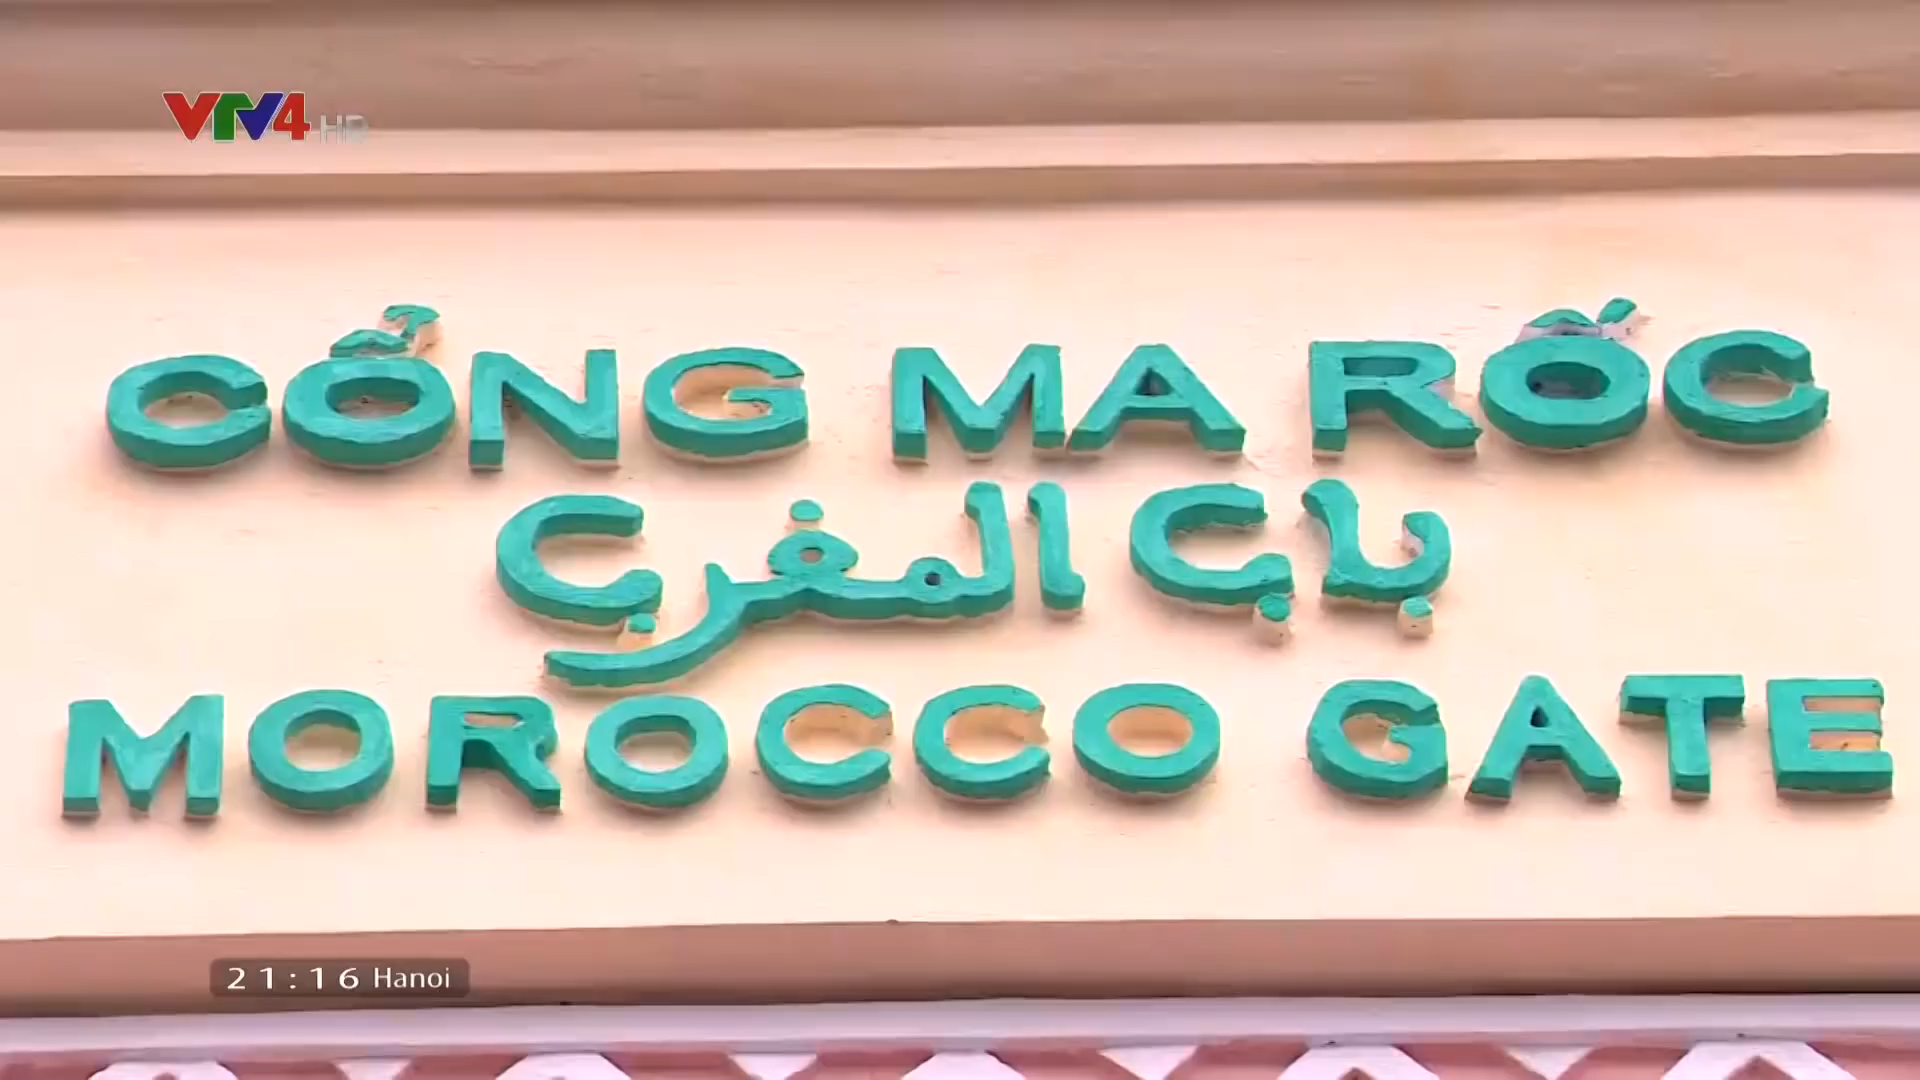 VTV4 HD
CỔNG MA RỐC
باب المغرب
MOROCCO GATE
21:16 Hanoi